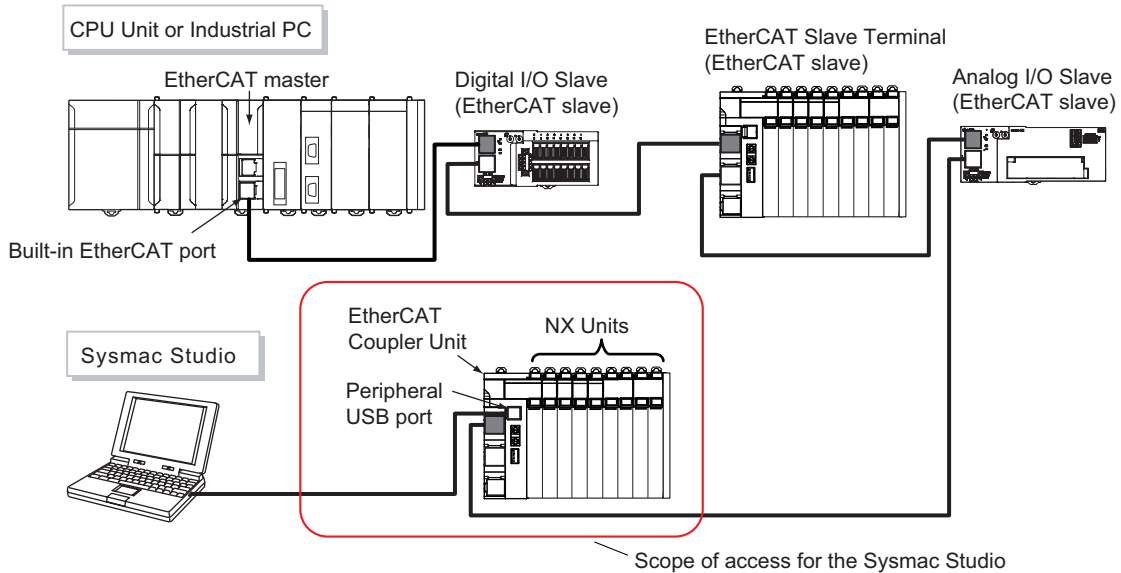 CPU Unit or Industrial PC
EtherCAT master
Digital I/O Slave
(EtherCAT slave)
EtherCAT Slave Terminal
(EtherCAT slave)
Analog I/O Slave
(EtherCAT slave)
Built-in EtherCAT port
Sysmac Studio
EtherCAT
Coupler Unit
NX Units
Peripheral
USB port
Scope of access for the Sysmac Studio